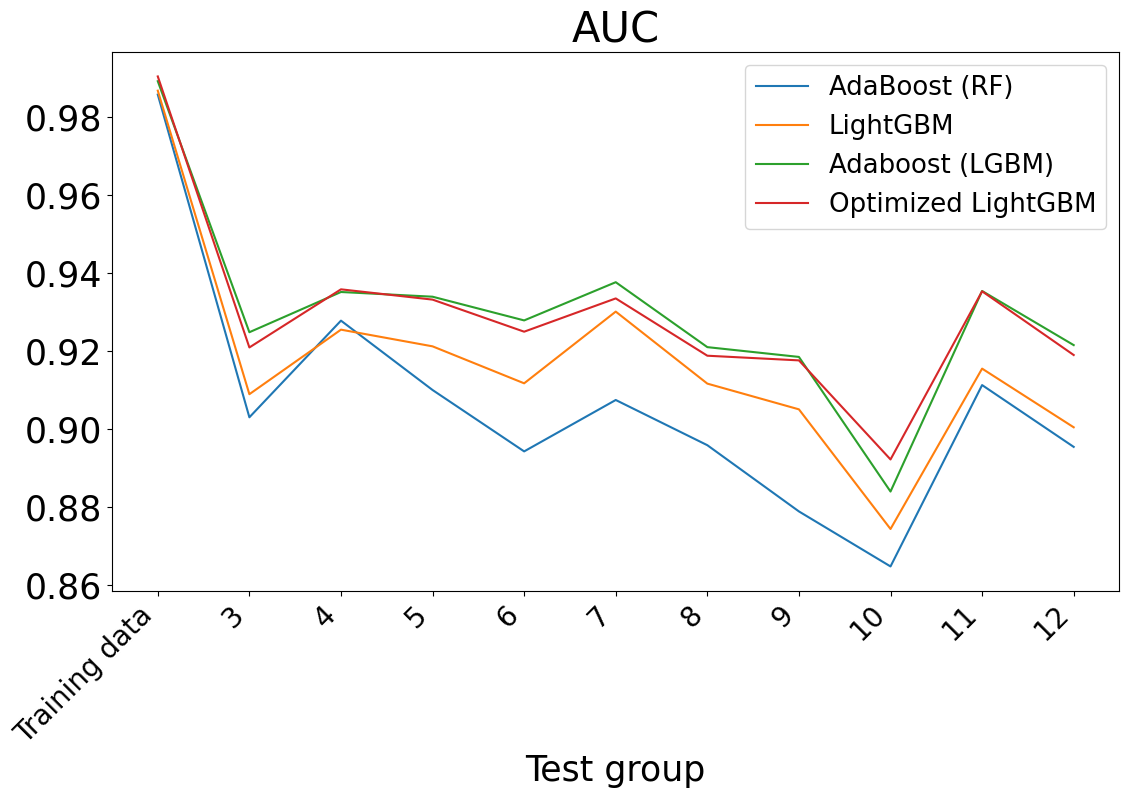 AUC
AdaBoost (RF)
LightGBM
Adaboost (LGBM)
Optimized LightGBM
0.98
0.96
0.94
0.92
0.90
0.88
0.86
Training data
3
4
5
6
7
8
9
10
11
12
Test group